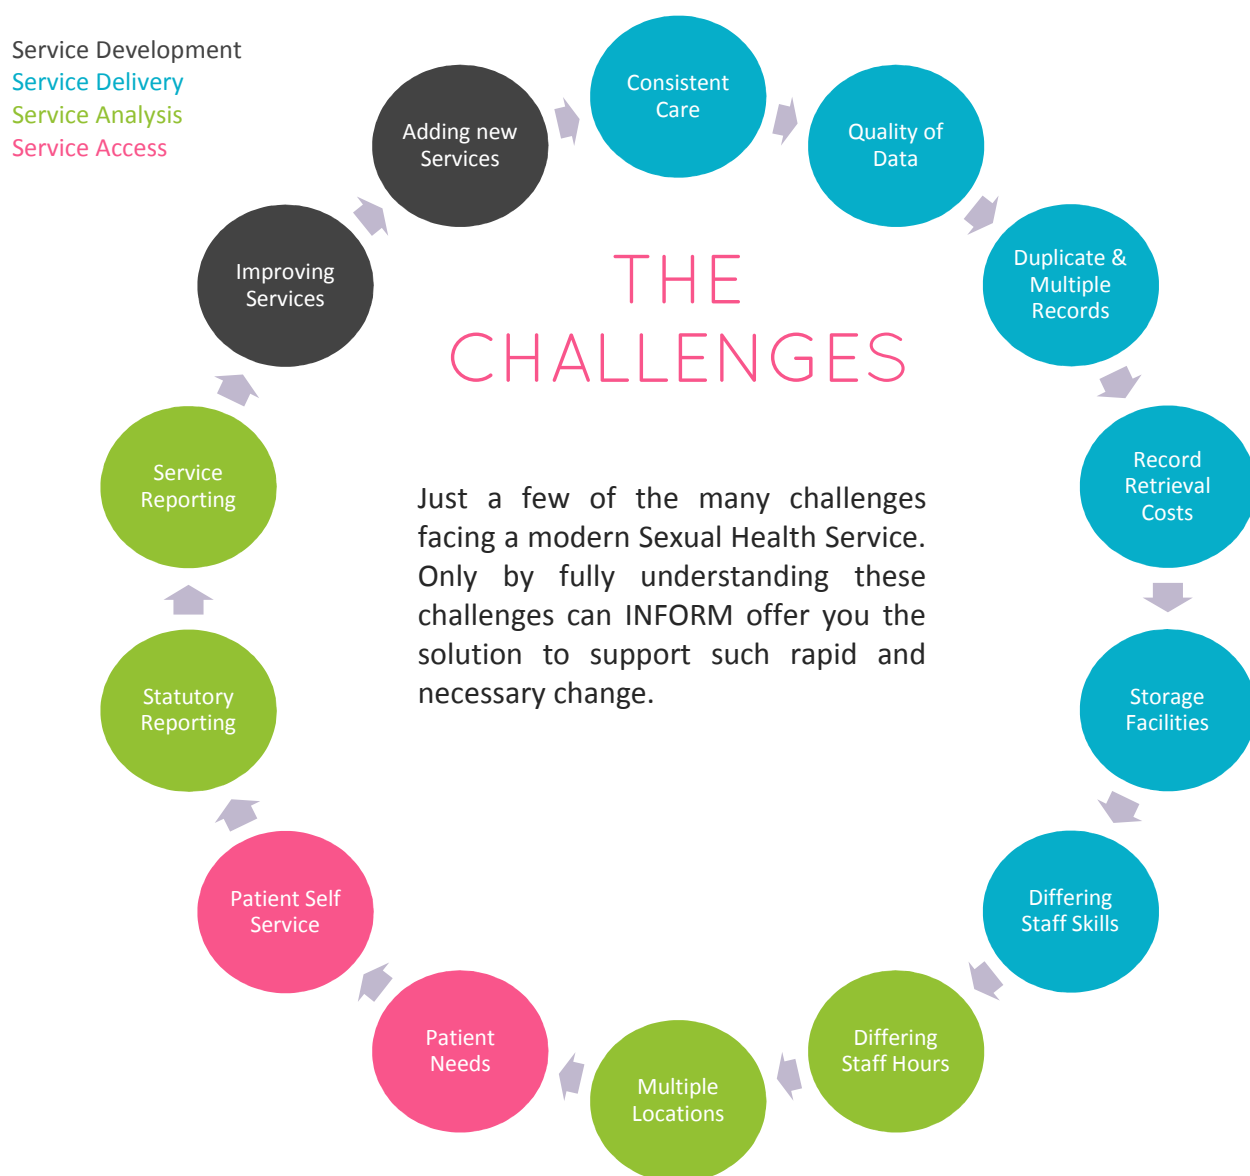 Service Development
Service Delivery
Service Analysis
Service Access
Consistent
Care
Quality of
Data
Duplicate &
Multiple
Records
Record
Retrieval
Costs
Storage
Facilities
Differing
Staff Skills
Differing
Staff Hours
Multiple
Locations
Patient
Needs
Patient Self
Service
Statutory
Reporting
Service
Reporting
Improving
Services
Adding new
Services
THE
CHALLENGES
Just a few of the many challenges
facing a modern Sexual Health Service.
Only by fully understanding these
challenges can INFORM offer you the
solution to support such rapid and
necessary change.